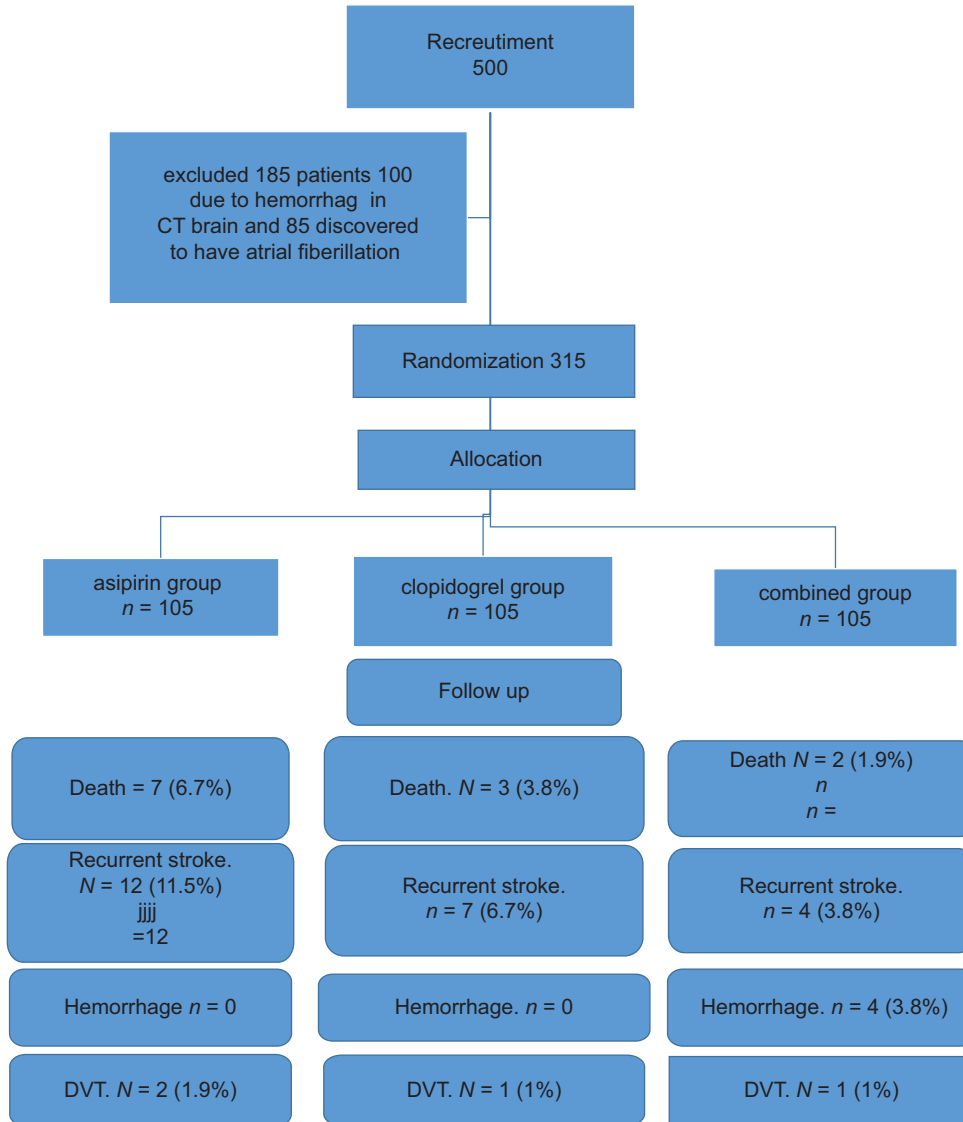 Recreutiment
500
excluded 185 patients 100
due to hemorrhag in
CT brain and 85 discovered
to have atrial fiberillation
Randomization 315
Allocation
asipirin group
n = 105
clopidogrel group
n = 105
combined group
n = 105
Follow up
Death = 7 (6.7%)
Death. N = 3 (3.8%)
Death N = 2 (1.9%)
n
n =
Recurrent stroke.
N = 12 (11.5%)
jjjj
=12
Recurrent stroke.
n = 7 (6.7%)
Recurrent stroke.
n = 4 (3.8%)
Hemorrhage n = 0
Hemorrhage. n = 0
Hemorrhage. n = 4 (3.8%)
DVT. N = 2 (1.9%)
DVT. N = 1 (1%)
DVT. N = 1 (1%)